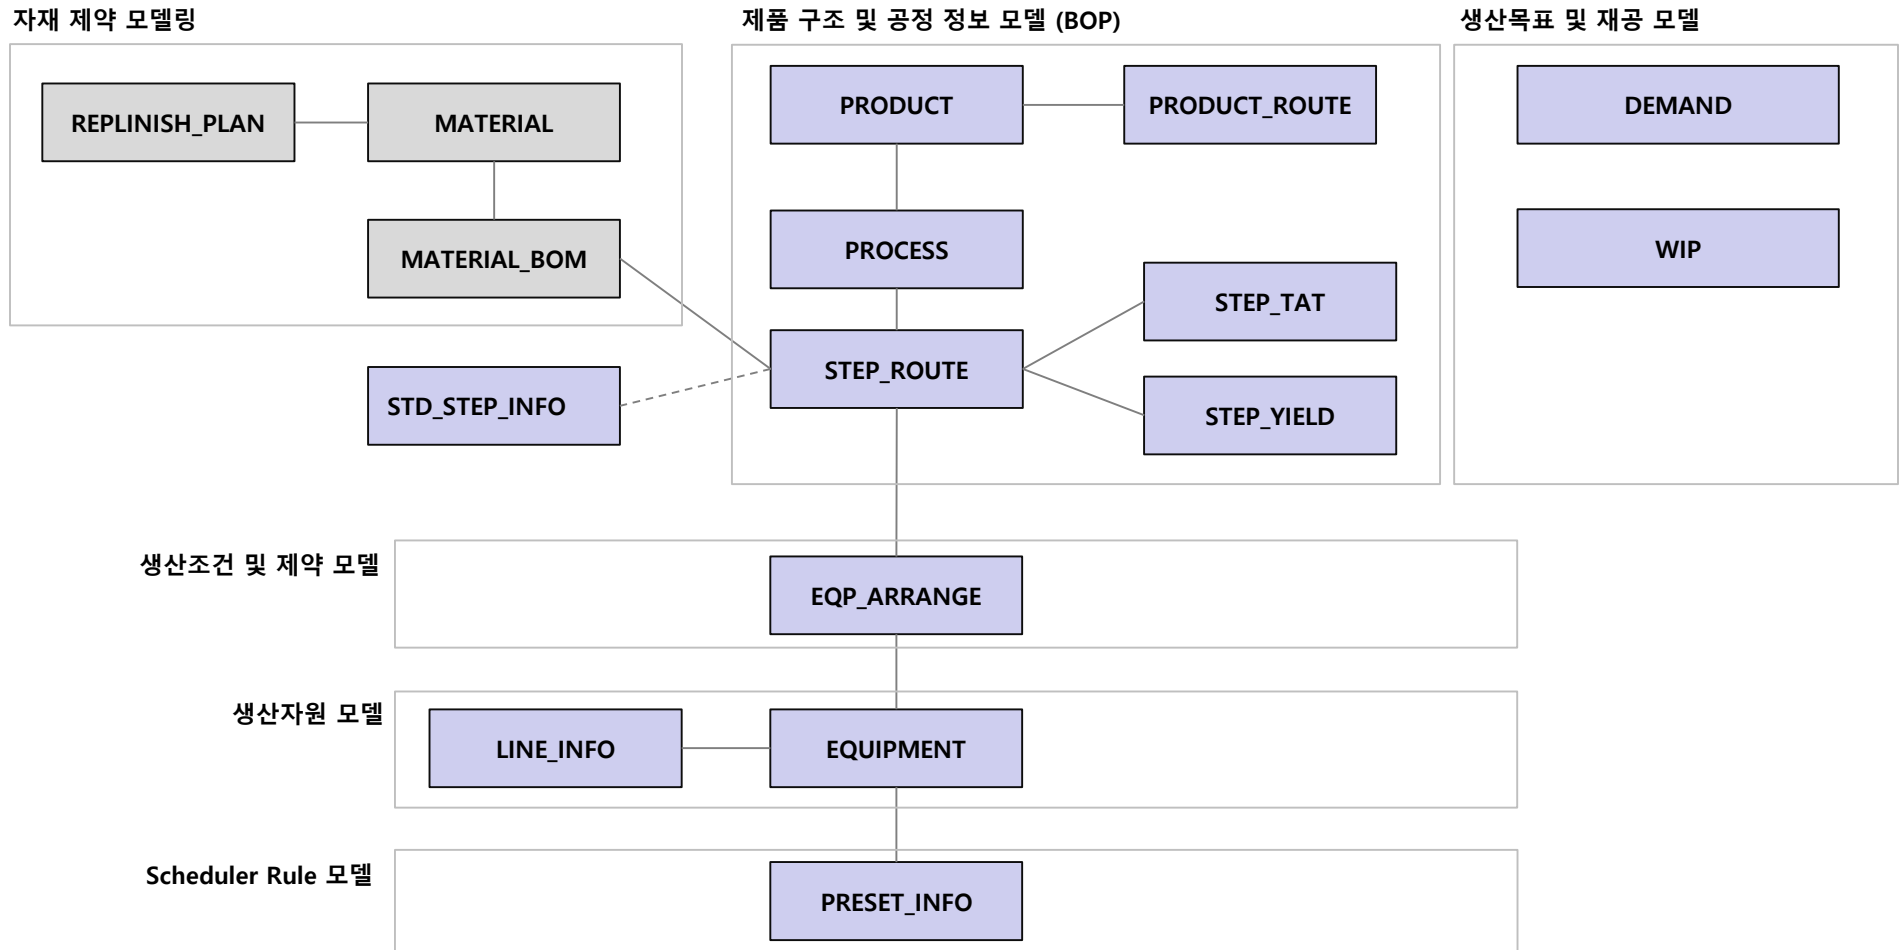 자재 제약 모델링
제품 구조 및 공정 정보 모델 (BOP)
생산목표 및 재공 모델
REPLINISH_PLAN
MATERIAL
MATERIAL_BOM
PRODUCT
PRODUCT_ROUTE
PROCESS
STEP_ROUTE
STEP_TAT
STEP_YIELD
DEMAND
WIP
STD_STEP_INFO
생산조건 및 제약 모델
EQP_ARRANGE
생산자원 모델
LINE_INFO
EQUIPMENT
Scheduler Rule 모델
PRESET_INFO